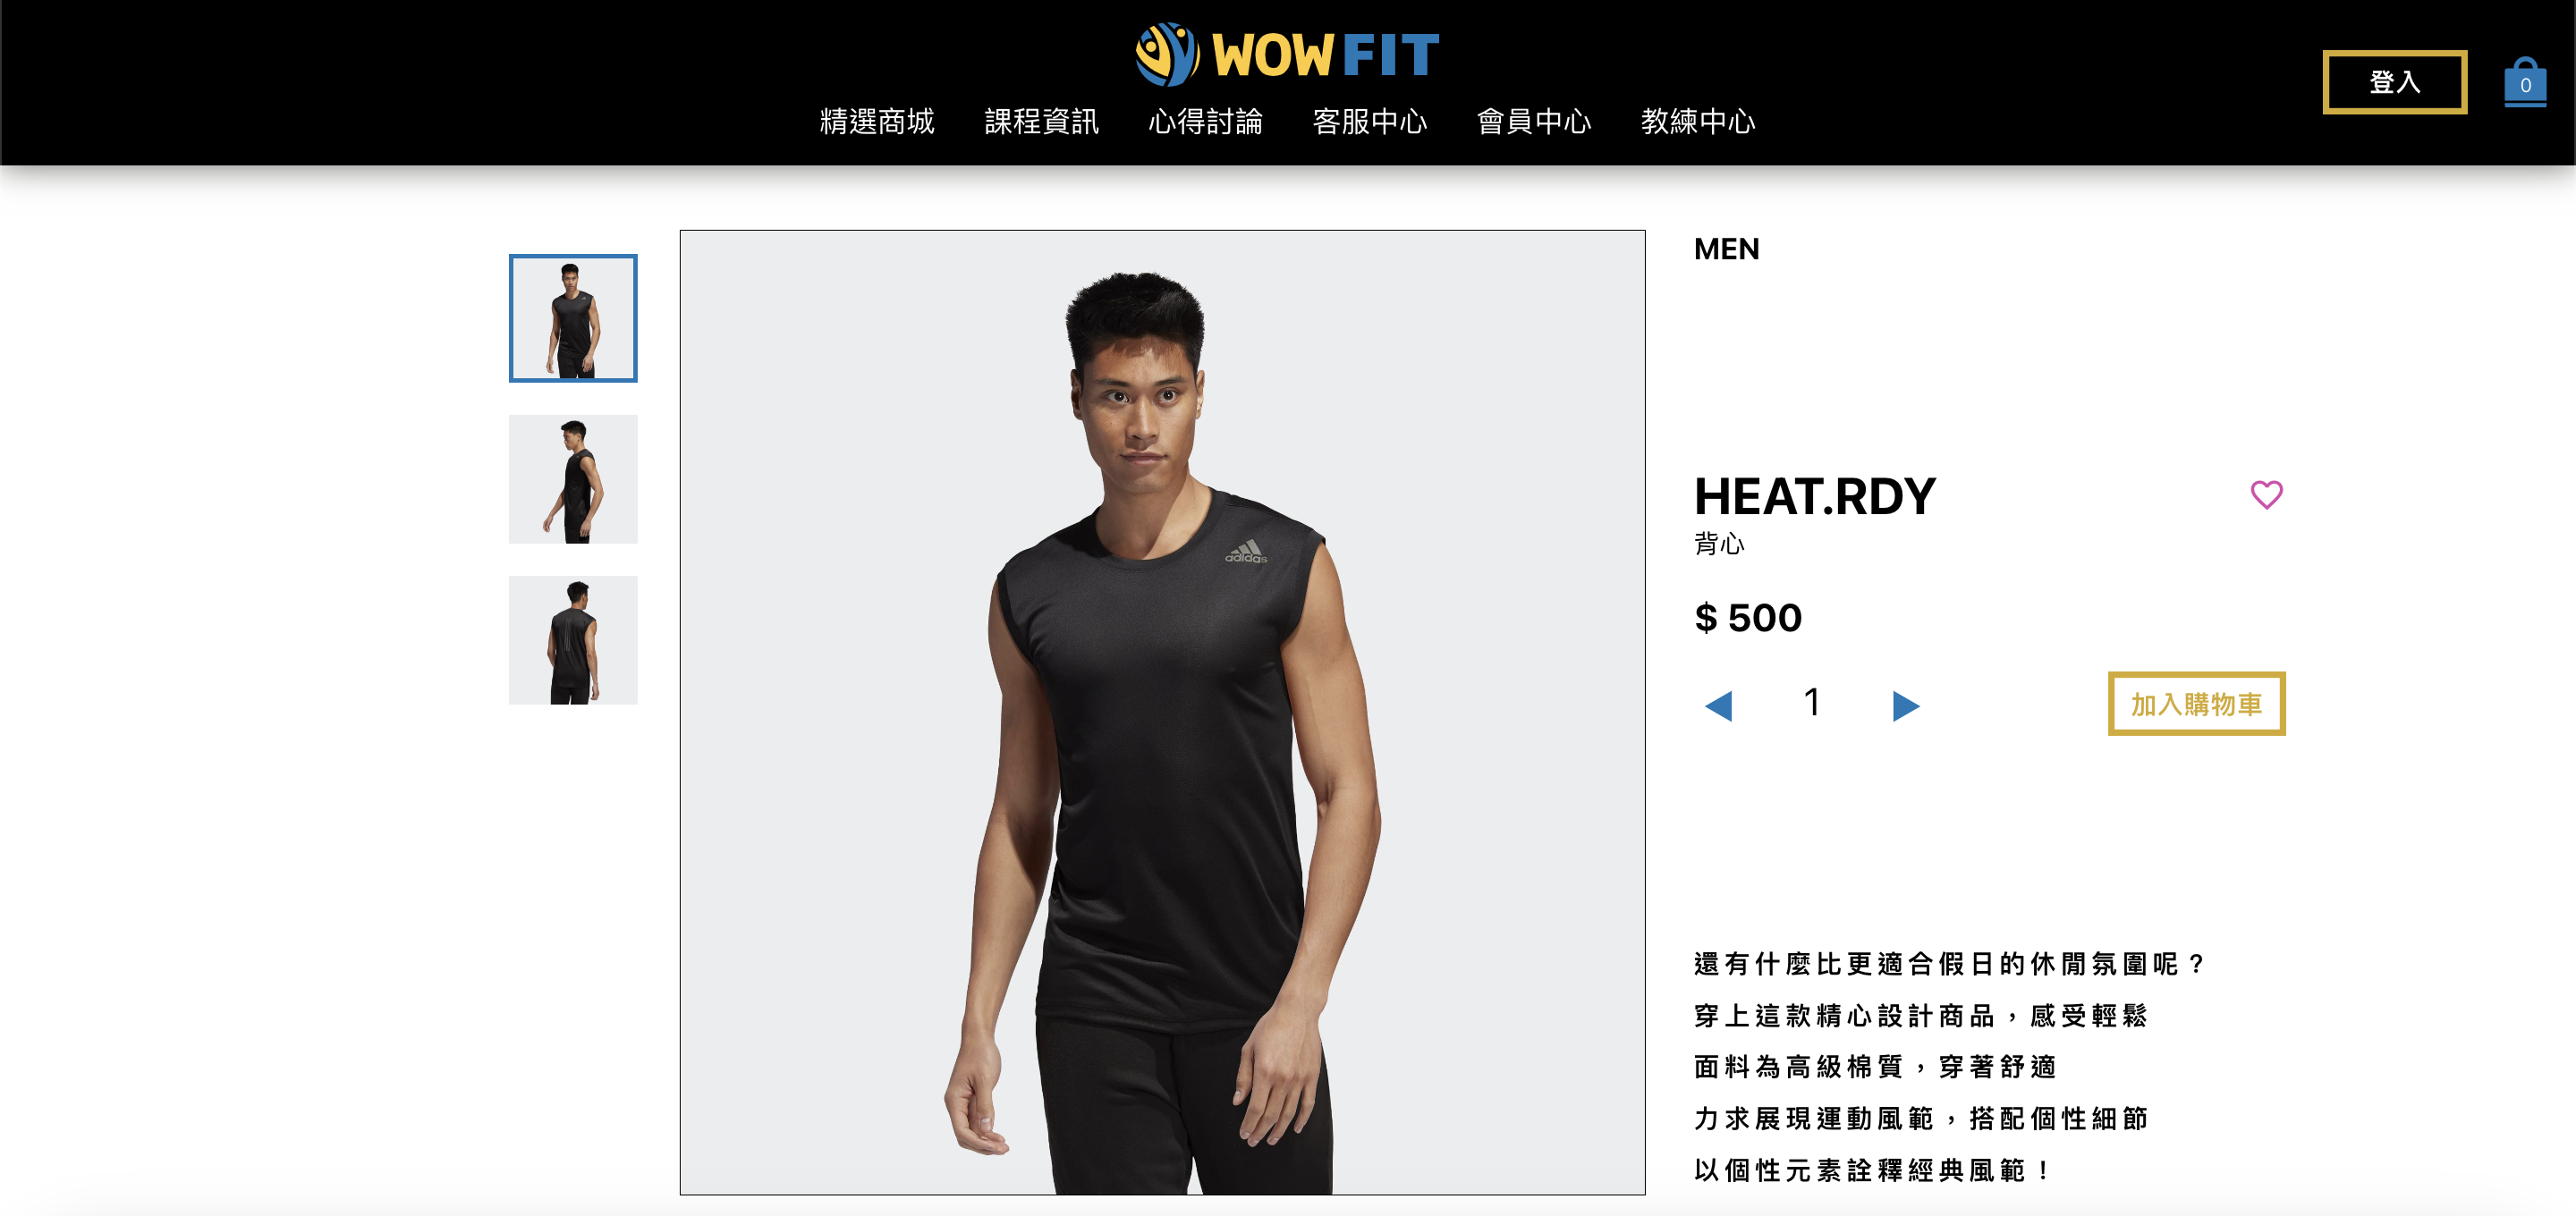 WOWFIT
精選商城 課程資訊 心得討論 客服中心 會員中心 教練中心
登入
0
MEN
adidas
HEAT.RDY
背心
$ 500
1
加入購物車
還有什麼比更適合假日的休閒氛圍呢？
穿上這款精心設計商品，感受輕鬆
面料為高級棉質，穿著舒適
力求展現運動風範，搭配個性細節
以個性元素詮釋經典風範！